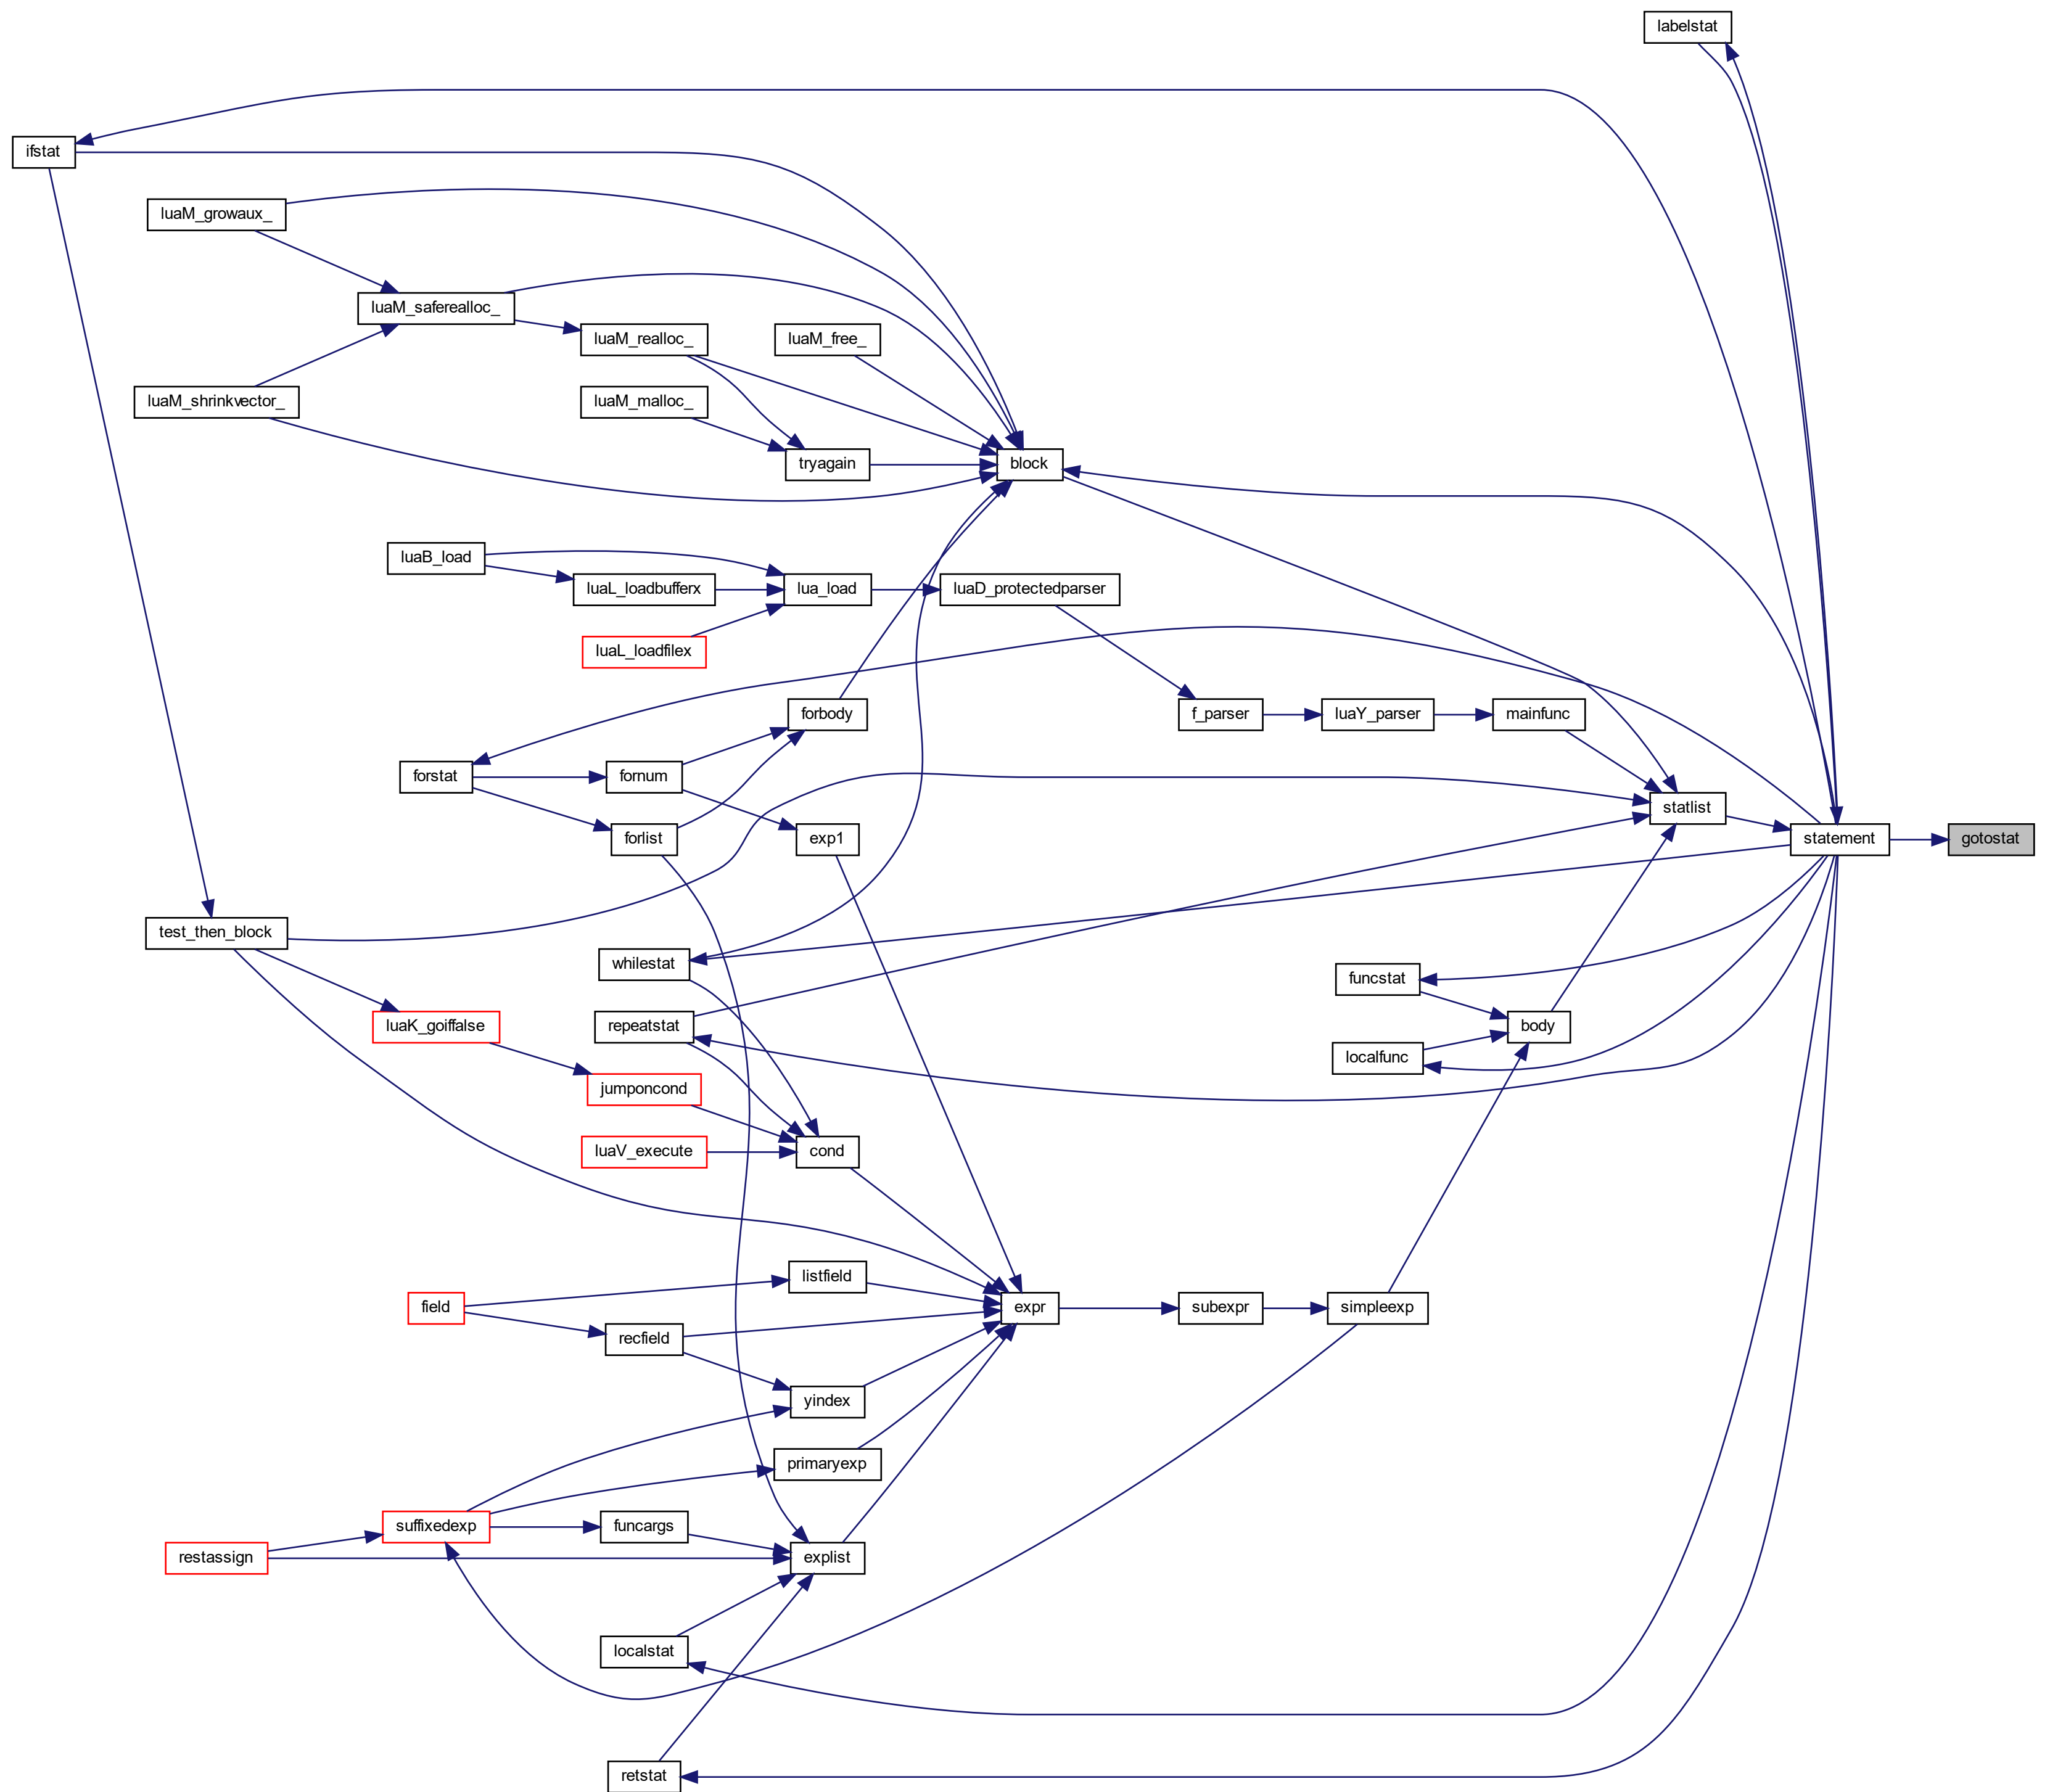 labelstat
ifstat
luaM_growaux_
luaM_saferealloc_
luaM_realloc_
luaM_free_
luaM_shrinkvector_
luaM_malloc_
tryagain
block
luaB_load
luaL_loadbufferx
lua_load
luaD_protectedparser
luaL_loadfilex
forbody
f_parser
luaY_parser
mainfunc
forstat
fornum
statlist
forlist
exp1
statement
gotostat
test_then_block
whilestat
funcstat
luaK_goiffalse
repeatstat
body
localfunc
jumponcond
luaV_execute
cond
listfield
field
recfield
expr
subexpr
simpleexp
yindex
primaryexp
suffixedexp
funcargs
restassign
explist
localstat
retstat